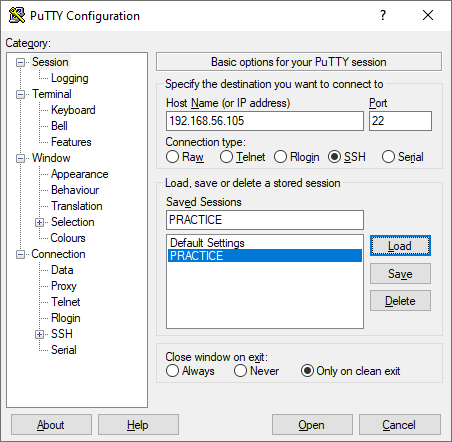 PuTTY Configuration
Category:
Session
Logging
Terminal
Keyboard
Bell
Features
Window
Appearance
Behaviour
Translation
Selection
Colours
Connection
Data
Proxy
Telnet
Rlogin
SSH
Serial
Basic options for your PuTTY session
Specify the destination you want to connect to
Host Name (or IP address) Port
192.168.56.105 22
Connection type:
Raw Telnet Rlogin SSH Serial
Load, save or delete a stored session
Saved Sessions
PRACTICE
Default Settings
PRACTICE
Load
Save
Delete
Close window on exit:
Always Never Only on clean exit
About Help Open Cancel